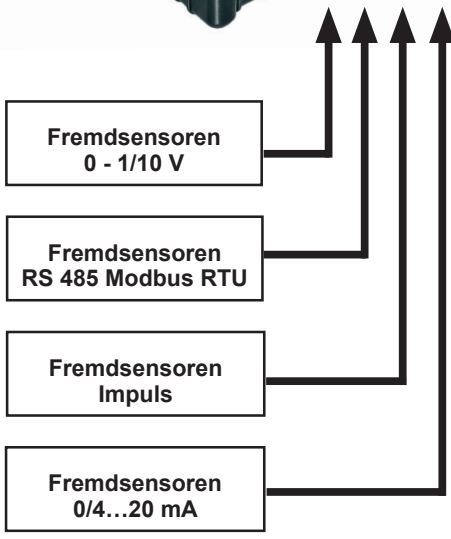 Fremdsensoren
0 - 1/10 V
Fremdsensoren
RS 485 Modbus RTU
Fremdsensoren
Impuls
Fremdsensoren
0/4…20 mA